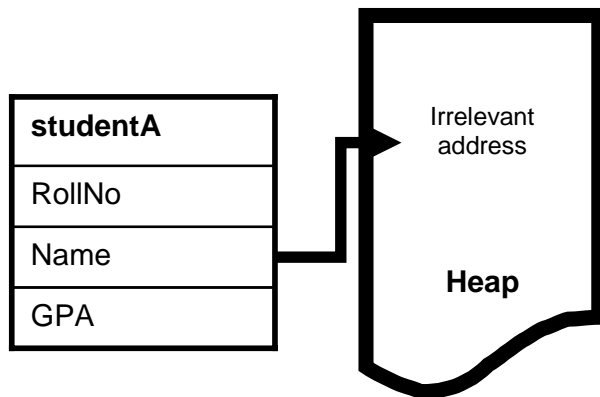 studentA
RollNo
Name
GPA
Irrelevant
address
Heap